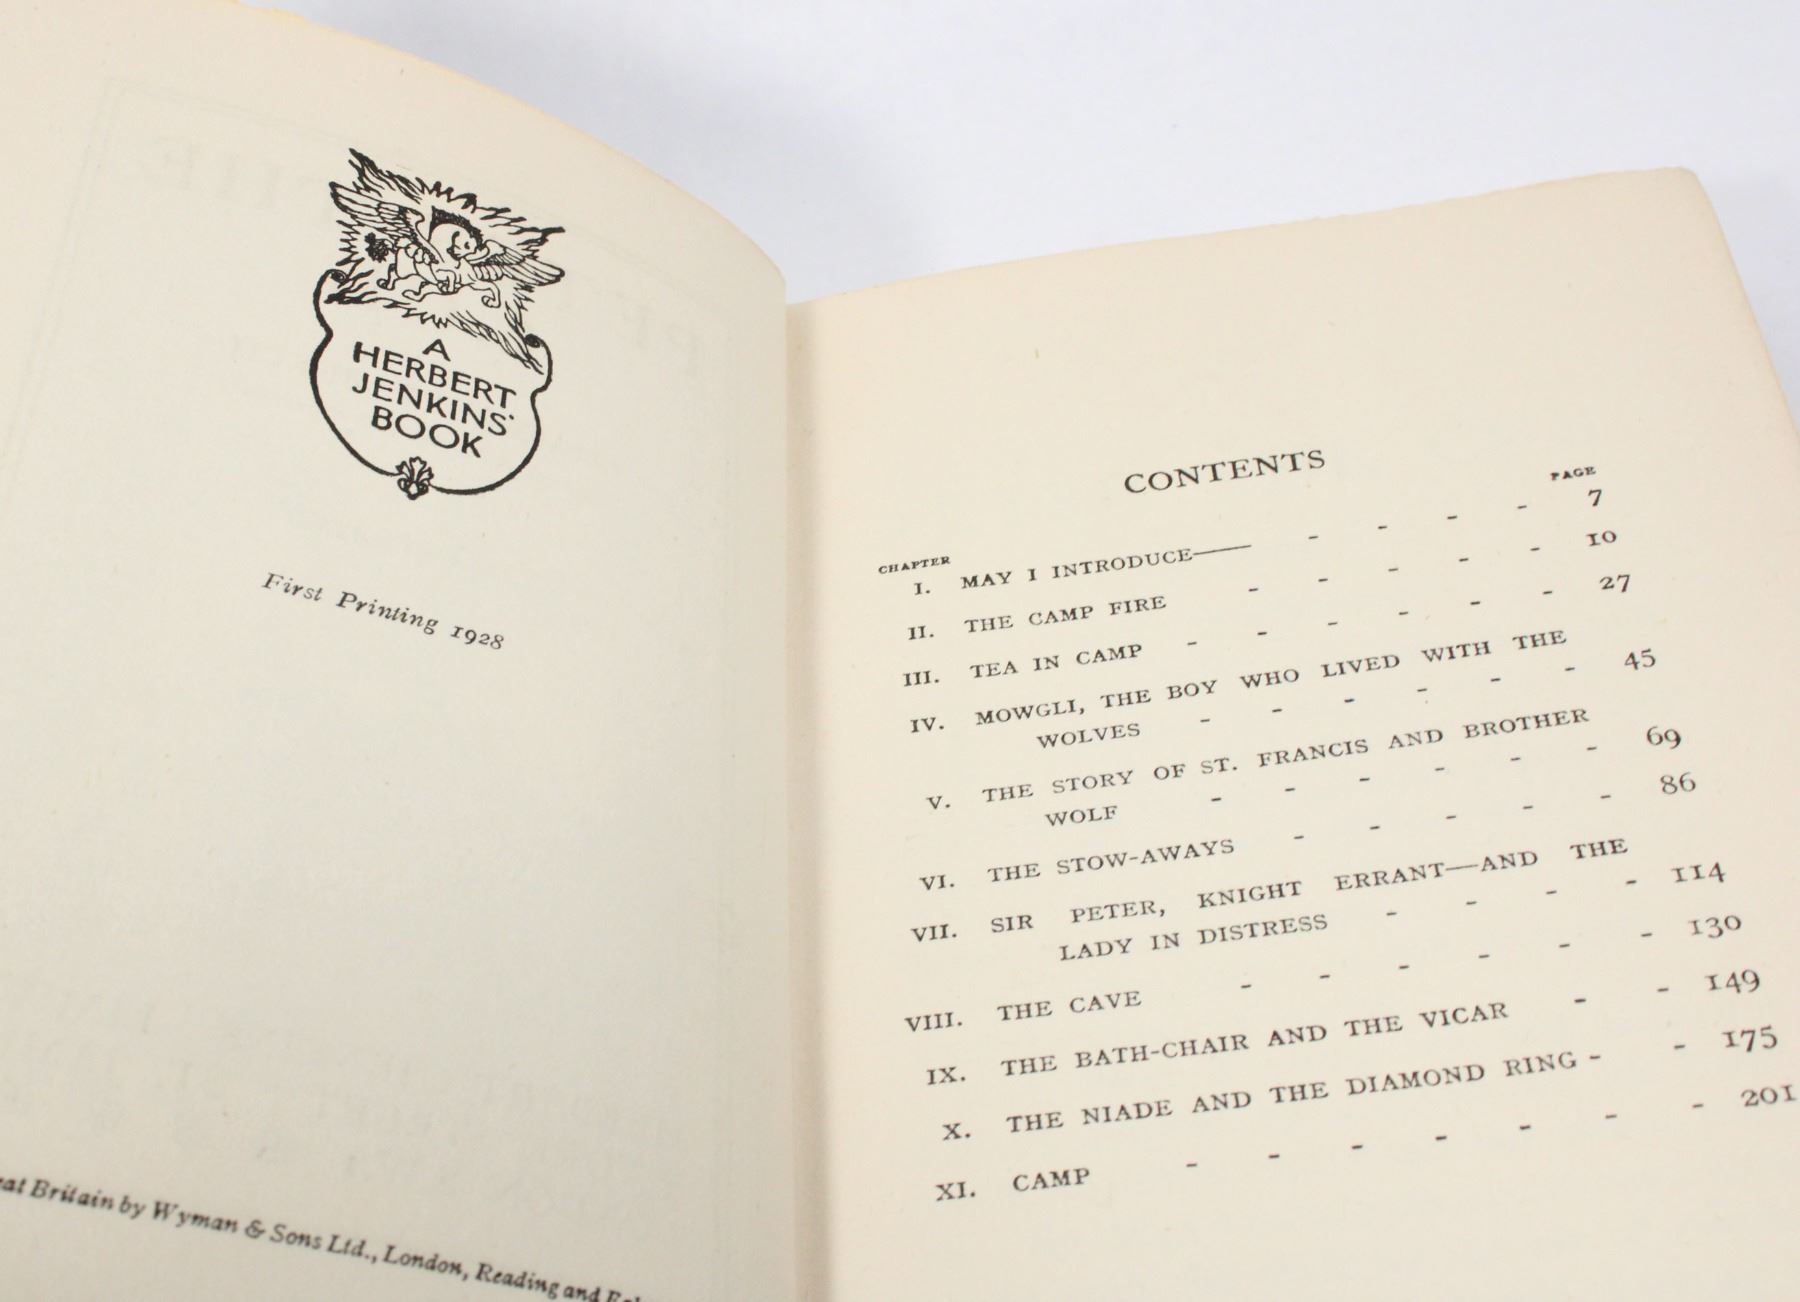 A
HERBERT
JENKINS'
BOOK
First Printing 1928
Britain by Wyman & Sons Ltd., London, Reading and
CONTENTS
CHAPTER PAGE
I. MAY I INTRODUCE—— - - - - 7
II. THE CAMP FIRE - - - - - 10
III. TEA IN CAMP - - - - - - 27
IV. MOWGLI, THE BOY WHO LIVED WITH THE
WOLVES - - - - - - 45
V. THE STORY OF ST. FRANCIS AND BROTHER
WOLF - - - - - - 69
VI. THE STOW-AWAYS - - - - - 86
VII. SIR PETER, KNIGHT ERRANT—AND THE
LADY IN DISTRESS - - - - 114
VIII. THE CAVE - - - - - - 130
IX. THE BATH-CHAIR AND THE VICAR - - 149
X. THE NIADE AND THE DIAMOND RING - - 175
XI. CAMP - - - - - - - 201